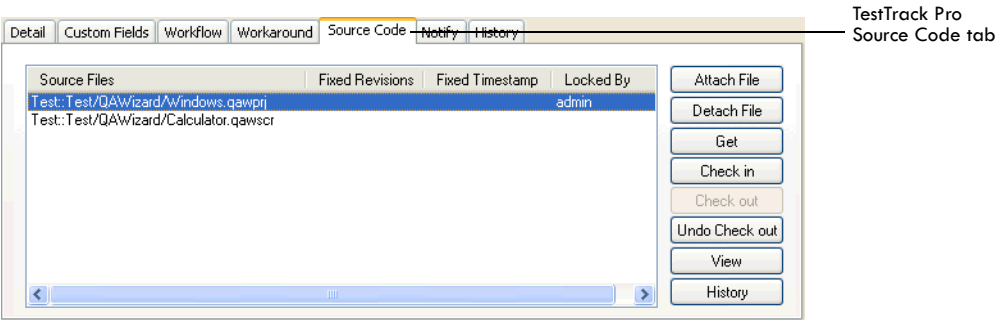 TestTrack Pro
Source Code tab
Detail Custom Fields Workflow Workaround Source Code Notify History
Source Files Fixed Revisions Fixed Timestamp Locked By
Test::Test/QAWizard/Windows.qawprj admin
Test::Test/QAWizard/Calculator.qawscr
Attach File
Detach File
Get
Check in
Check out
Undo Check out
View
History